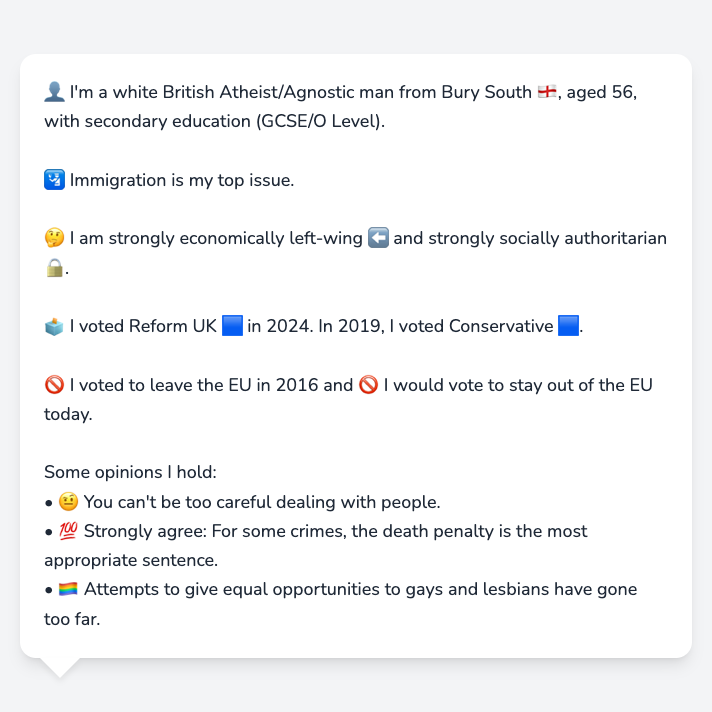 👤 I'm a white British Atheist/Agnostic man from Bury South 🏴󠁧󠁢󠁥󠁮󠁧󠁿, aged 56,
with secondary education (GCSE/O Level).
🛂 Immigration is my top issue.
🤔 I am strongly economically left-wing ⬅️ and strongly socially authoritarian
🔒.
🗳️ I voted Reform UK 🟦 in 2024. In 2019, I voted Conservative 🟦.
🚫 I voted to leave the EU in 2016 and 🚫 I would vote to stay out of the EU
today.
Some opinions I hold:
• 🤨 You can't be too careful dealing with people.
• 💯 Strongly agree: For some crimes, the death penalty is the most
appropriate sentence.
• 🏳️‍🌈 Attempts to give equal opportunities to gays and lesbians have gone
too far.